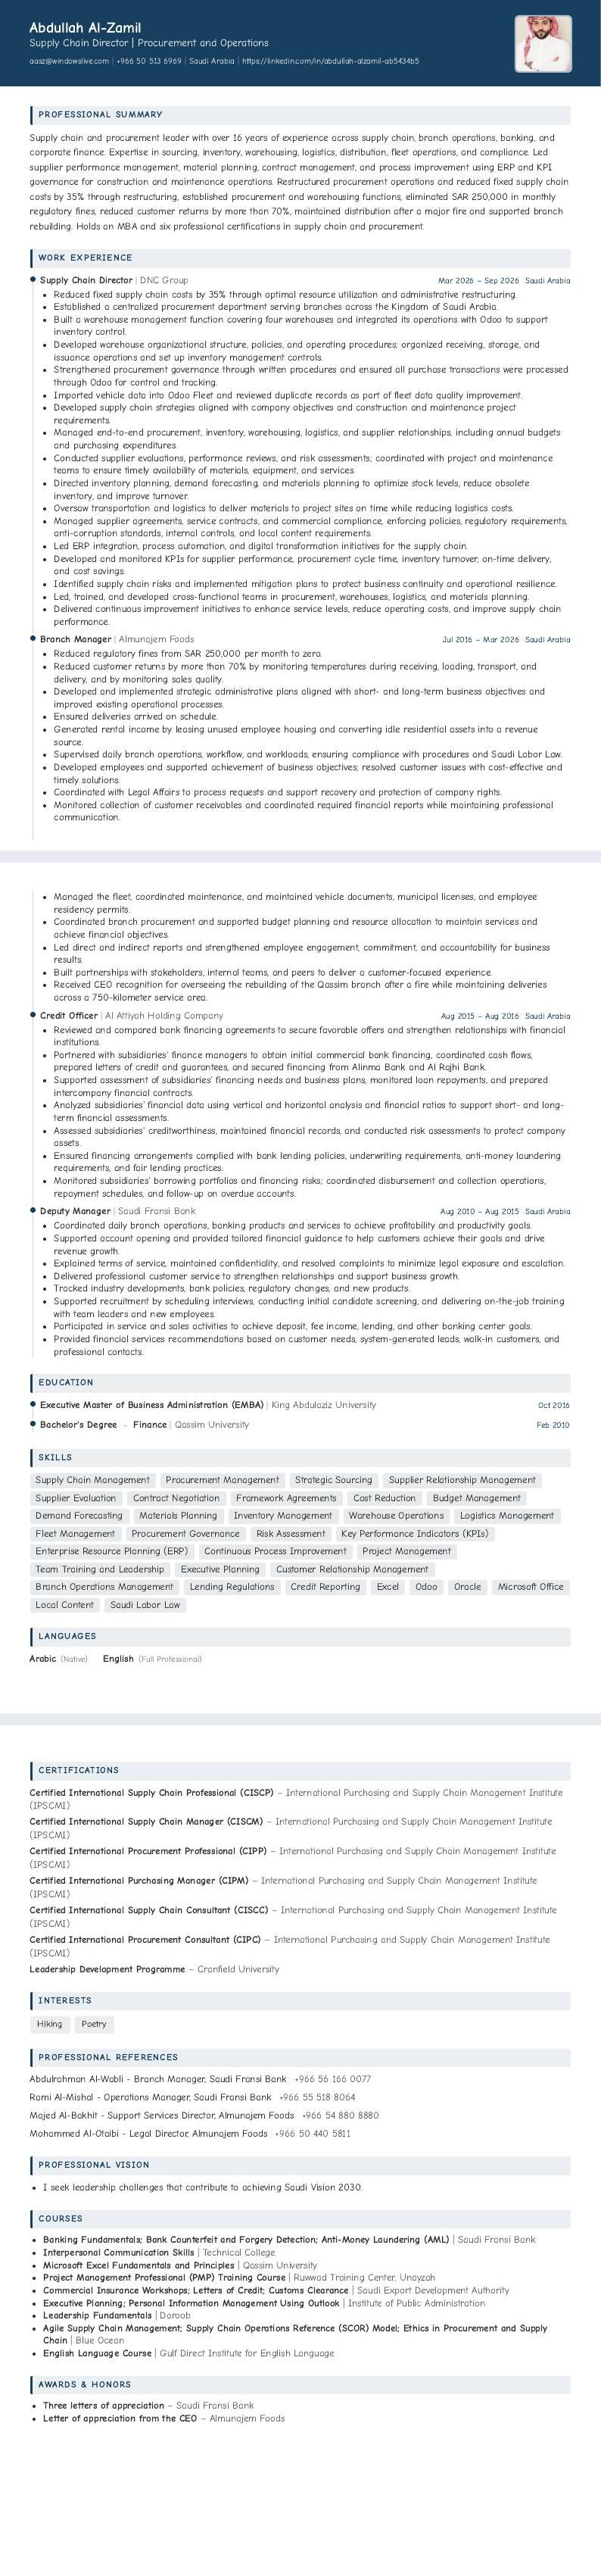 Abdullah Al-Zamil
Supply Chain Director | Procurement and Operations
aasz@windowslive.com | +966 50 513 6969 | Saudi Arabia | https://linkedin.com/in/abdullah-alzamil-ab5434b5
PROFESSIONAL SUMMARY
Supply chain and procurement leader with over 16 years of experience across supply chain, branch operations, banking, and
corporate finance. Expertise in sourcing, inventory, warehousing, logistics, distribution, fleet operations, and compliance. Led
supplier performance management, material planning, contract management, and process improvement using ERP and KPI
governance for construction and maintenance operations. Restructured procurement operations and reduced fixed supply chain
costs by 35% through restructuring, established procurement and warehousing functions, eliminated SAR 250,000 in monthly
regulatory fines, reduced customer returns by more than 70%, maintained distribution after a major fire and supported branch
rebuilding. Holds an MBA and six professional certifications in supply chain and procurement.
WORK EXPERIENCE
Supply Chain Director | DNC Group Mar 2026 – Sep 2026 Saudi Arabia
• Reduced fixed supply chain costs by 35% through optimal resource utilization and administrative restructuring.
• Established a centralized procurement department serving branches across the Kingdom of Saudi Arabia.
• Built a warehouse management function covering four warehouses and integrated its operations with Odoo to support
inventory control.
• Developed warehouse organizational structure, policies, and operating procedures; organized receiving, storage, and
issuance operations and set up inventory management controls.
• Strengthened procurement governance through written procedures and ensured all purchase transactions were processed
through Odoo for control and tracking.
• Imported vehicle data into Odoo Fleet and reviewed duplicate records as part of fleet data quality improvement.
• Developed supply chain strategies aligned with company objectives and construction and maintenance project
requirements.
• Managed end-to-end procurement, inventory, warehousing, logistics, and supplier relationships, including annual budgets
and purchasing expenditures.
• Conducted supplier evaluations, performance reviews, and risk assessments; coordinated with project and maintenance
teams to ensure timely availability of materials, equipment, and services.
• Directed inventory planning, demand forecasting, and materials planning to optimize stock levels, reduce obsolete
inventory, and improve turnover.
• Oversaw transportation and logistics to deliver materials to project sites on time while reducing logistics costs.
• Managed supplier agreements, service contracts, and commercial compliance, enforcing policies, regulatory requirements,
anti-corruption standards, internal controls, and local content requirements.
• Led ERP integration, process automation, and digital transformation initiatives for the supply chain.
• Developed and monitored KPIs for supplier performance, procurement cycle time, inventory turnover, on-time delivery,
and cost savings.
• Identified supply chain risks and implemented mitigation plans to protect business continuity and operational resilience.
• Led, trained, and developed cross-functional teams in procurement, warehouses, logistics, and materials planning.
• Delivered continuous improvement initiatives to enhance service levels, reduce operating costs, and improve supply chain
performance.
Branch Manager | Almunajem Foods Jul 2016 – Mar 2026 Saudi Arabia
• Reduced regulatory fines from SAR 250,000 per month to zero.
• Reduced customer returns by more than 70% by monitoring temperatures during receiving, loading, transport, and
delivery, and by monitoring sales quality.
• Developed and implemented strategic administrative plans aligned with short- and long-term business objectives and
improved existing operational processes.
• Ensured deliveries arrived on schedule.
• Generated rental income by leasing unused employee housing and converting idle residential assets into a revenue
source.
• Supervised daily branch operations, workflow, and workloads, ensuring compliance with procedures and Saudi Labor Law.
• Developed employees and supported achievement of business objectives; resolved customer issues with cost-effective and
timely solutions.
• Coordinated with Legal Affairs to process requests and support recovery and protection of company rights.
• Monitored collection of customer receivables and coordinated required financial reports while maintaining professional
communication.
• Managed the fleet, coordinated maintenance, and maintained vehicle documents, municipal licenses, and employee
residency permits.
• Coordinated branch procurement and supported budget planning and resource allocation to maintain services and
achieve financial objectives.
• Led direct and indirect reports and strengthened employee engagement, commitment, and accountability for business
results.
• Built partnerships with stakeholders, internal teams, and peers to deliver a customer-focused experience.
• Received CEO recognition for overseeing the rebuilding of the Qassim branch after a fire while maintaining deliveries
across a 750-kilometer service area.
Credit Officer | Al Attiyah Holding Company Aug 2015 – Aug 2016 Saudi Arabia
• Reviewed and compared bank financing agreements to secure favorable offers and strengthen relationships with financial
institutions.
• Partnered with subsidiaries' finance managers to obtain initial commercial bank financing, coordinated cash flows,
prepared letters of credit and guarantees, and secured financing from Alinma Bank and Al Rajhi Bank.
• Supported assessment of subsidiaries' financing needs and business plans, monitored loan repayments, and prepared
intercompany financial contracts.
• Analyzed subsidiaries' financial data using vertical and horizontal analysis and financial ratios to support short- and long-
term financial assessments.
• Assessed subsidiaries' creditworthiness, maintained financial records, and conducted risk assessments to protect company
assets.
• Ensured financing arrangements complied with bank lending policies, underwriting requirements, anti-money laundering
requirements, and fair lending practices.
• Monitored subsidiaries' borrowing portfolios and financing risks; coordinated disbursement and collection operations,
repayment schedules, and follow-up on overdue accounts.
Deputy Manager | Saudi Fransi Bank Aug 2010 – Aug 2015 Saudi Arabia
• Coordinated daily branch operations, banking products and services to achieve profitability and productivity goals.
• Supported account opening and provided tailored financial guidance to help customers achieve their goals and drive
revenue growth.
• Explained terms of service, maintained confidentiality, and resolved complaints to minimize legal exposure and escalation.
• Delivered professional customer service to strengthen relationships and support business growth.
• Tracked industry developments, bank policies, regulatory changes, and new products.
• Supported recruitment by scheduling interviews, conducting initial candidate screening, and delivering on-the-job training
with team leaders and new employees.
• Participated in service and sales activities to achieve deposit, fee income, lending, and other banking center goals.
• Provided financial services recommendations based on customer needs, system-generated leads, walk-in customers, and
professional contacts.
EDUCATION
Executive Master of Business Administration (EMBA) | King Abdulaziz University Oct 2016
Bachelor's Degree - Finance | Qassim University Feb 2010
SKILLS
Supply Chain Management Procurement Management Strategic Sourcing Supplier Relationship Management
Supplier Evaluation Contract Negotiation Framework Agreements Cost Reduction Budget Management
Demand Forecasting Materials Planning Inventory Management Warehouse Operations Logistics Management
Fleet Management Procurement Governance Risk Assessment Key Performance Indicators (KPIs)
Enterprise Resource Planning (ERP) Continuous Process Improvement Project Management
Team Training and Leadership Executive Planning Customer Relationship Management
Branch Operations Management Lending Regulations Credit Reporting Excel Odoo Oracle Microsoft Office
Local Content Saudi Labor Law
LANGUAGES
Arabic (Native) English (Full Professional)
CERTIFICATIONS
Certified International Supply Chain Professional (CISCP) – International Purchasing and Supply Chain Management Institute
(IPSCMI)
Certified International Supply Chain Manager (CISCM) – International Purchasing and Supply Chain Management Institute
(IPSCMI)
Certified International Procurement Professional (CIPP) – International Purchasing and Supply Chain Management Institute
(IPSCMI)
Certified International Purchasing Manager (CIPM) – International Purchasing and Supply Chain Management Institute
(IPSCMI)
Certified International Supply Chain Consultant (CISCC) – International Purchasing and Supply Chain Management Institute
(IPSCMI)
Certified International Procurement Consultant (CIPC) – International Purchasing and Supply Chain Management Institute
(IPSCMI)
Leadership Development Programme – Cranfield University
INTERESTS
Hiking Poetry
PROFESSIONAL REFERENCES
Abdulrahman Al-Wabli - Branch Manager, Saudi Fransi Bank +966 56 166 0077
Rami Al-Mishal - Operations Manager, Saudi Fransi Bank +966 55 518 8064
Majed Al-Bakhit - Support Services Director, Almunajem Foods +966 54 880 8880
Mohammed Al-Otaibi - Legal Director, Almunajem Foods +966 50 440 5811
PROFESSIONAL VISION
• I seek leadership challenges that contribute to achieving Saudi Vision 2030.
COURSES
• Banking Fundamentals; Bank Counterfeit and Forgery Detection; Anti-Money Laundering (AML) | Saudi Fransi Bank
• Interpersonal Communication Skills | Technical College
• Microsoft Excel Fundamentals and Principles | Qassim University
• Project Management Professional (PMP) Training Course | Ruwwad Training Center, Unayzah
• Commercial Insurance Workshops; Letters of Credit; Customs Clearance | Saudi Export Development Authority
• Executive Planning; Personal Information Management Using Outlook | Institute of Public Administration
• Leadership Fundamentals | Doroob
• Agile Supply Chain Management; Supply Chain Operations Reference (SCOR) Model; Ethics in Procurement and Supply
Chain | Blue Ocean
• English Language Course | Gulf Direct Institute for English Language
AWARDS & HONORS
• Three letters of appreciation – Saudi Fransi Bank
• Letter of appreciation from the CEO – Almunajem Foods